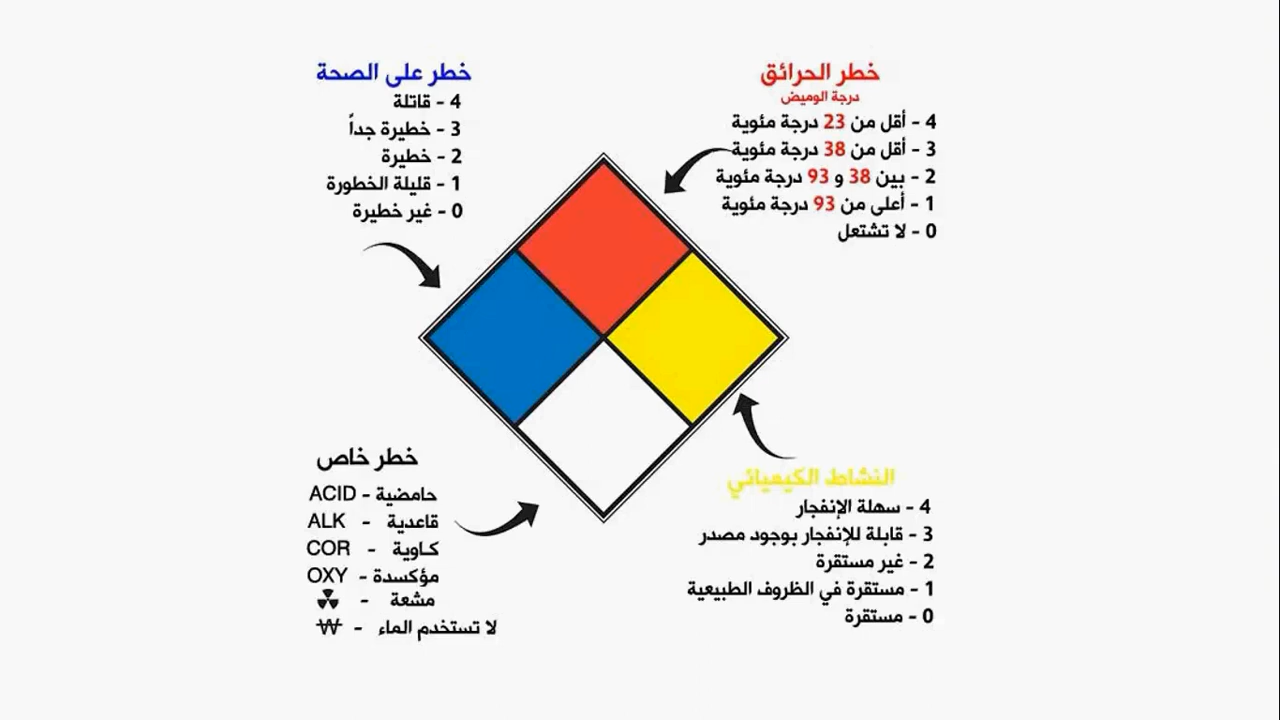 خطر الحرائق
درجة الوميض
4 - أقل من 23 درجة مئوية
3 - أقل من 38 درجة مئوية
2 - بين 38 و 93 درجة مئوية
1 - أعلى من 93 درجة مئوية
0 - لا تشتعل
خطر على الصحة
4 - قاتلة
3 - خطيرة جداً
2 - خطيرة
1 - قليلة الخطورة
0 - غير خطيرة
النشاط الكيميائي
4 - سهلة الإنفجار
3 - قابلة للإنفجار بوجود مصدر
2 - غير مستقرة
1 - مستقرة في الظروف الطبيعية
0 - مستقرة
خطر خاص
حامضية - ACID
قاعدية - ALK
كاوية - COR
مؤكسدة - OXY
مشعة - ☢
لا تستخدم الماء - W